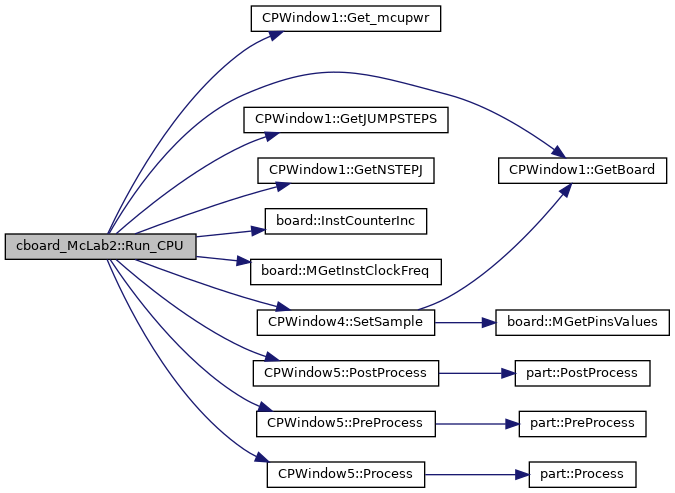 CPWindow1::Get_mcupwr
CPWindow1::GetJUMPSTEPS
CPWindow1::GetNSTEPJ
CPWindow1::GetBoard
board::InstCounterInc
cboard_McLab2::Run_CPU
board::MGetInstClockFreq
CPWindow4::SetSample
board::MGetPinsValues
CPWindow5::PostProcess
part::PostProcess
CPWindow5::PreProcess
part::PreProcess
CPWindow5::Process
part::Process